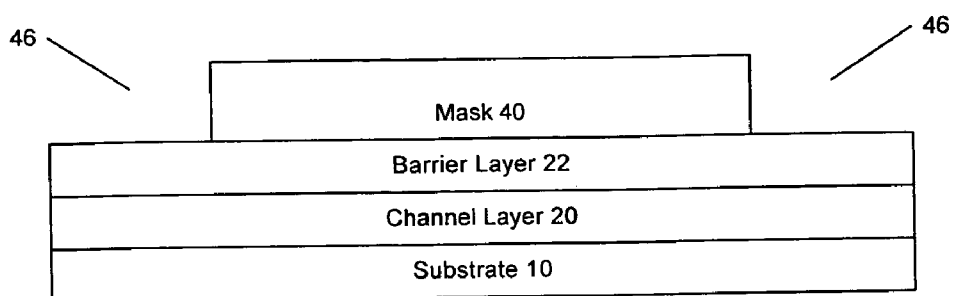 46
46
Mask 40
Barrier Layer 22
Channel Layer 20
Substrate 10